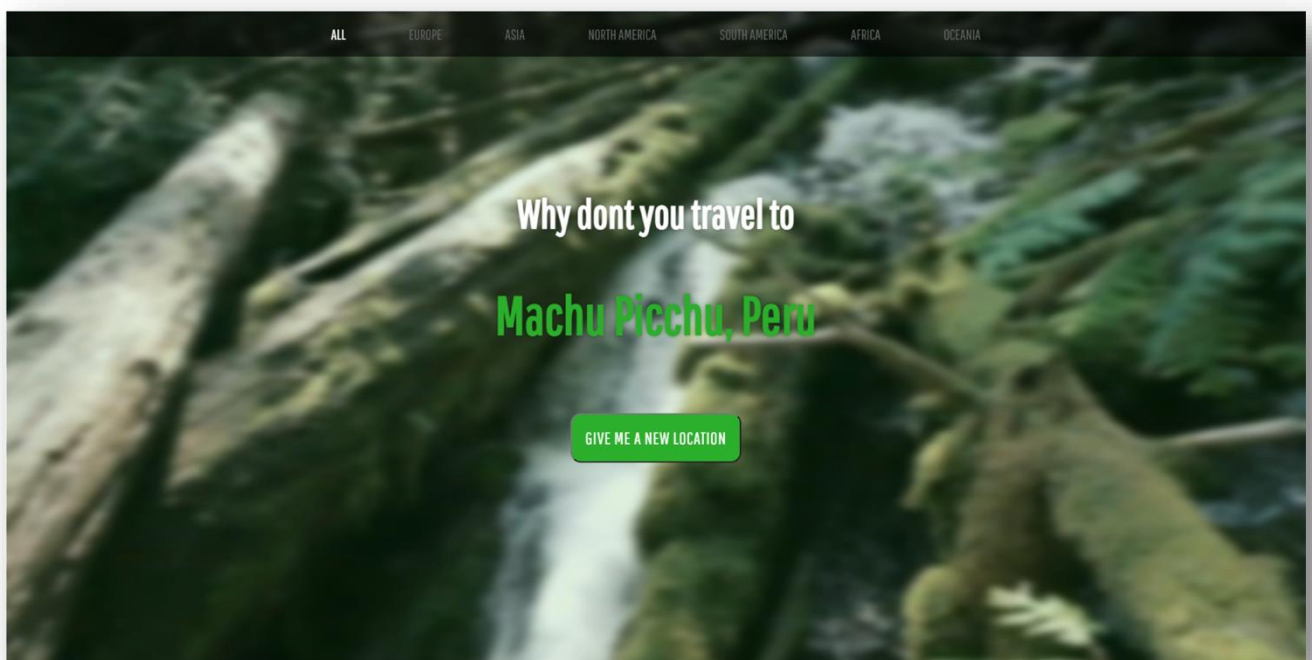 ALL EUROPE ASIA NORTH AMERICA SOUTH AMERICA AFRICA OCEANIA
Why dont you travel to
Machu Picchu, Peru
GIVE ME A NEW LOCATION